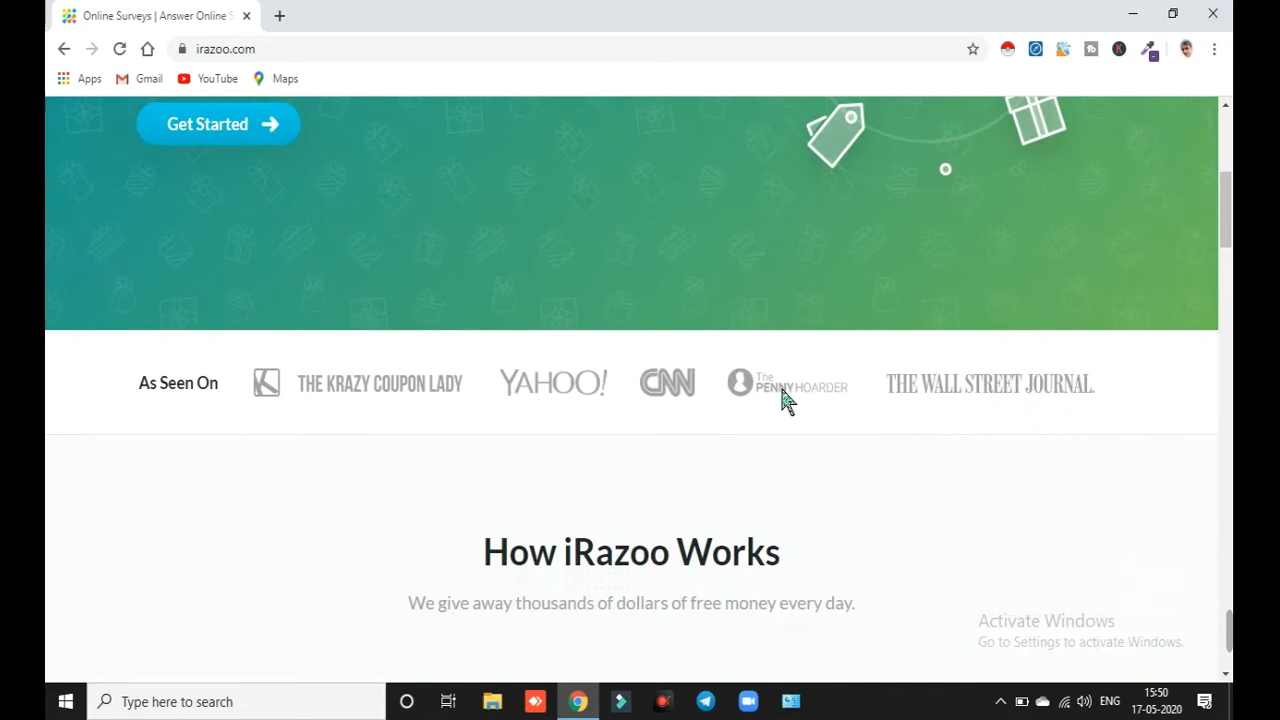 Online Surveys | Answer Online S
irazoo.com
Apps Gmail YouTube Maps
Get Started
As Seen On THE KRAZY COUPON LADY YAHOO! CNN The PENNYHOARDER THE WALL STREET JOURNAL.
How iRazoo Works
We give away thousands of dollars of free money every day.
Activate Windows
Go to Settings to activate Windows.
Type here to search
ENG
15:50
17-05-2020